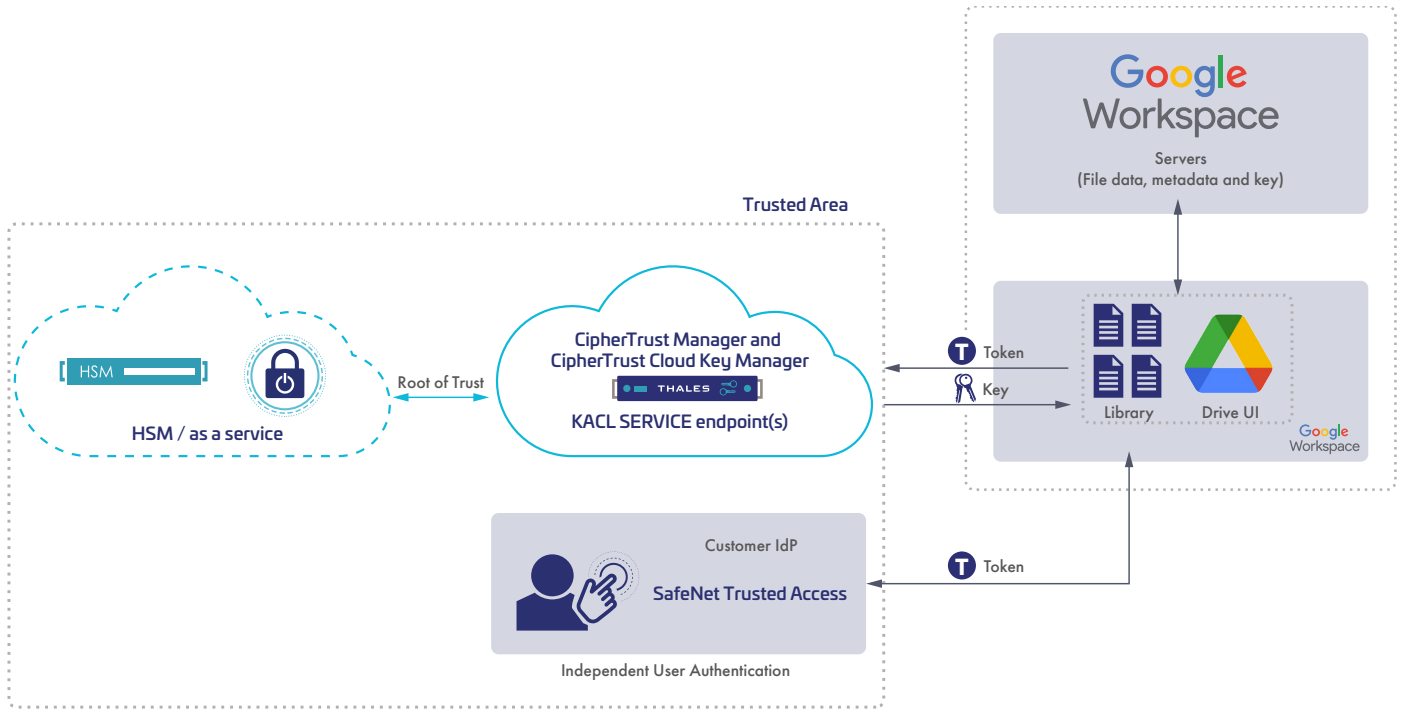 Google
Workspace
Servers
(File data, metadata and key)
Trusted Area
HSM
HSM / as a service
Root of Trust
CipherTrust Manager and
CipherTrust Cloud Key Manager
THALES
KACL SERVICE endpoint(s)
T Token
Key
Library
Drive UI
Google
Workspace
Customer IdP
SafeNet Trusted Access
T Token
Independent User Authentication